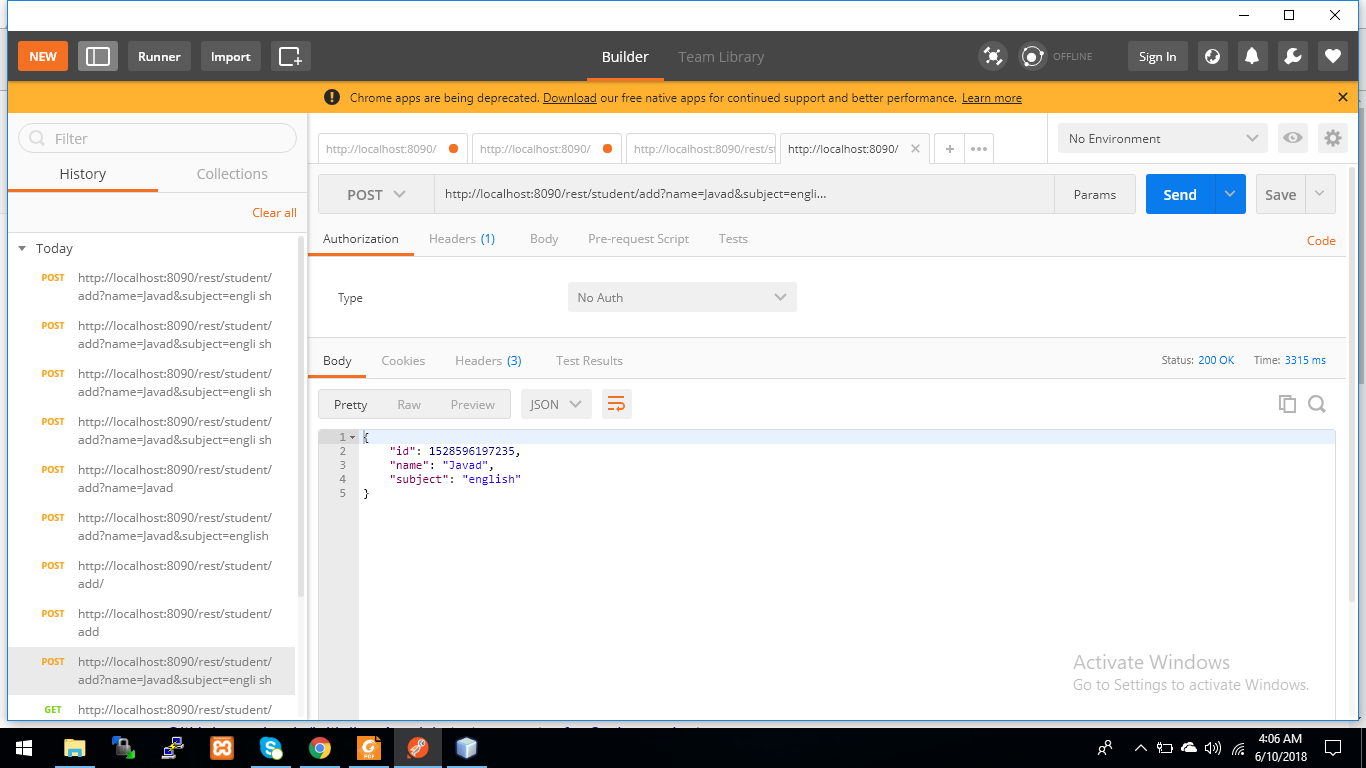 NEW Runner Import Builder Team Library OFFLINE Sign In
Chrome apps are being deprecated. Download our free native apps for continued support and better performance. Learn more
Filter
History Collections
Clear all
Today
POST http://localhost:8090/rest/student/
add?name=Javad&subject=engli sh
POST http://localhost:8090/rest/student/
add?name=Javad&subject=engli sh
POST http://localhost:8090/rest/student/
add?name=Javad&subject=engli sh
POST http://localhost:8090/rest/student/
add?name=Javad&subject=engli sh
POST http://localhost:8090/rest/student/
add?name=Javad
POST http://localhost:8090/rest/student/
add?name=Javad&subject=english
POST http://localhost:8090/rest/student/
add/
POST http://localhost:8090/rest/student/
add
POST http://localhost:8090/rest/student/
add?name=Javad&subject=engli sh
GET http://localhost:8090/rest/student/
http://localhost:8090/ http://localhost:8090/ http://localhost:8090/rest/st http://localhost:8090/ No Environment
POST http://localhost:8090/rest/student/add?name=Javad&subject=engli... Params Send Save
Authorization Headers (1) Body Pre-request Script Tests Code
Type No Auth
Body Cookies Headers (3) Test Results Status: 200 OK Time: 3315 ms
Pretty Raw Preview JSON
1 {
2 "id": 1528596197235,
3 "name": "Javad",
4 "subject": "english"
5 }
Activate Windows
Go to Settings to activate Windows.
PDF
4:06 AM
6/10/2018